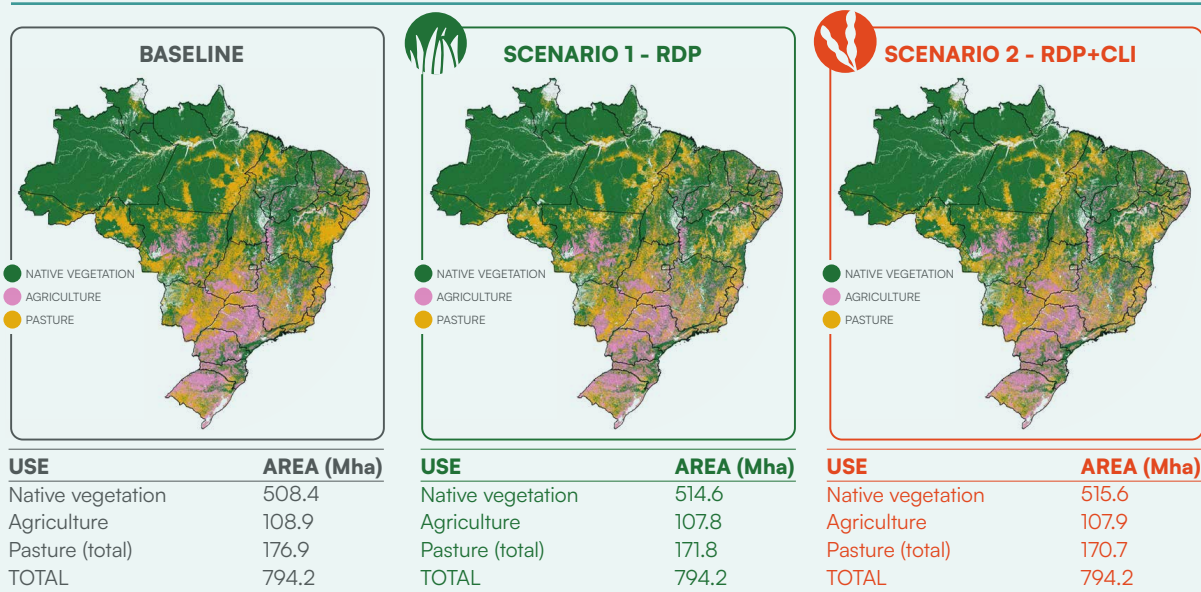 BASELINE
NATIVE VEGETATION
AGRICULTURE
PASTURE
USE AREA (Mha)
Native vegetation 508.4
Agriculture 108.9
Pasture (total) 176.9
TOTAL 794.2
SCENARIO 1 - RDP
NATIVE VEGETATION
AGRICULTURE
PASTURE
USE AREA (Mha)
Native vegetation 514.6
Agriculture 107.8
Pasture (total) 171.8
TOTAL 794.2
SCENARIO 2 - RDP+CLI
NATIVE VEGETATION
AGRICULTURE
PASTURE
USE AREA (Mha)
Native vegetation 515.6
Agriculture 107.9
Pasture (total) 170.7
TOTAL 794.2